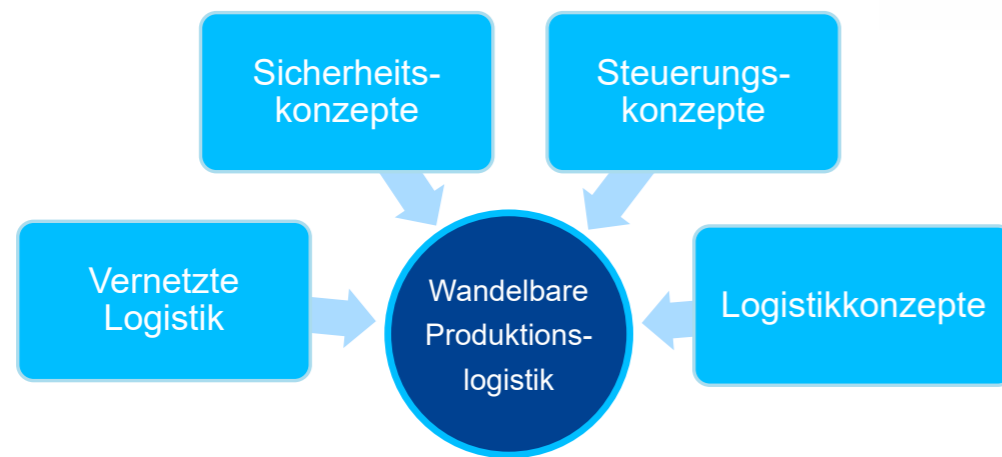 Sicherheits-
konzepte
Steuerungs-
konzepte
Vernetzte
Logistik
Wandelbare
Produktions-
logistik
Logistikkonzepte